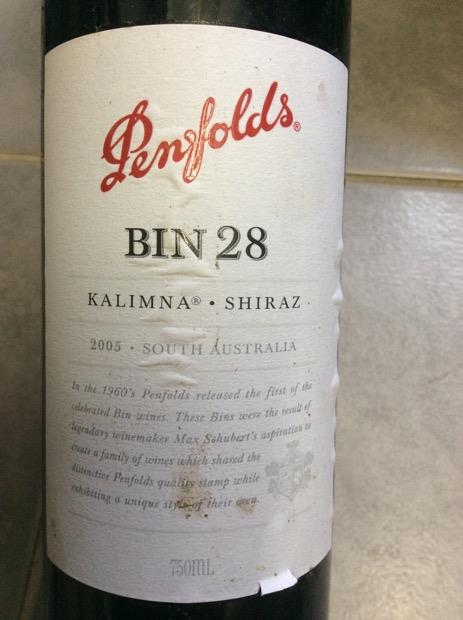 Penfolds®
BIN 28
KALIMNA® • SHIRAZ
2005 • SOUTH AUSTRALIA
In the 1960's Penfolds released the first of the
celebrated Bin wines. These Bins were the result of
legendary winemaker Max Schubert's aspiration to
create a family of wines which shared the
distinctive Penfolds quality stamp while
exhibiting a unique style of their own.
750ML